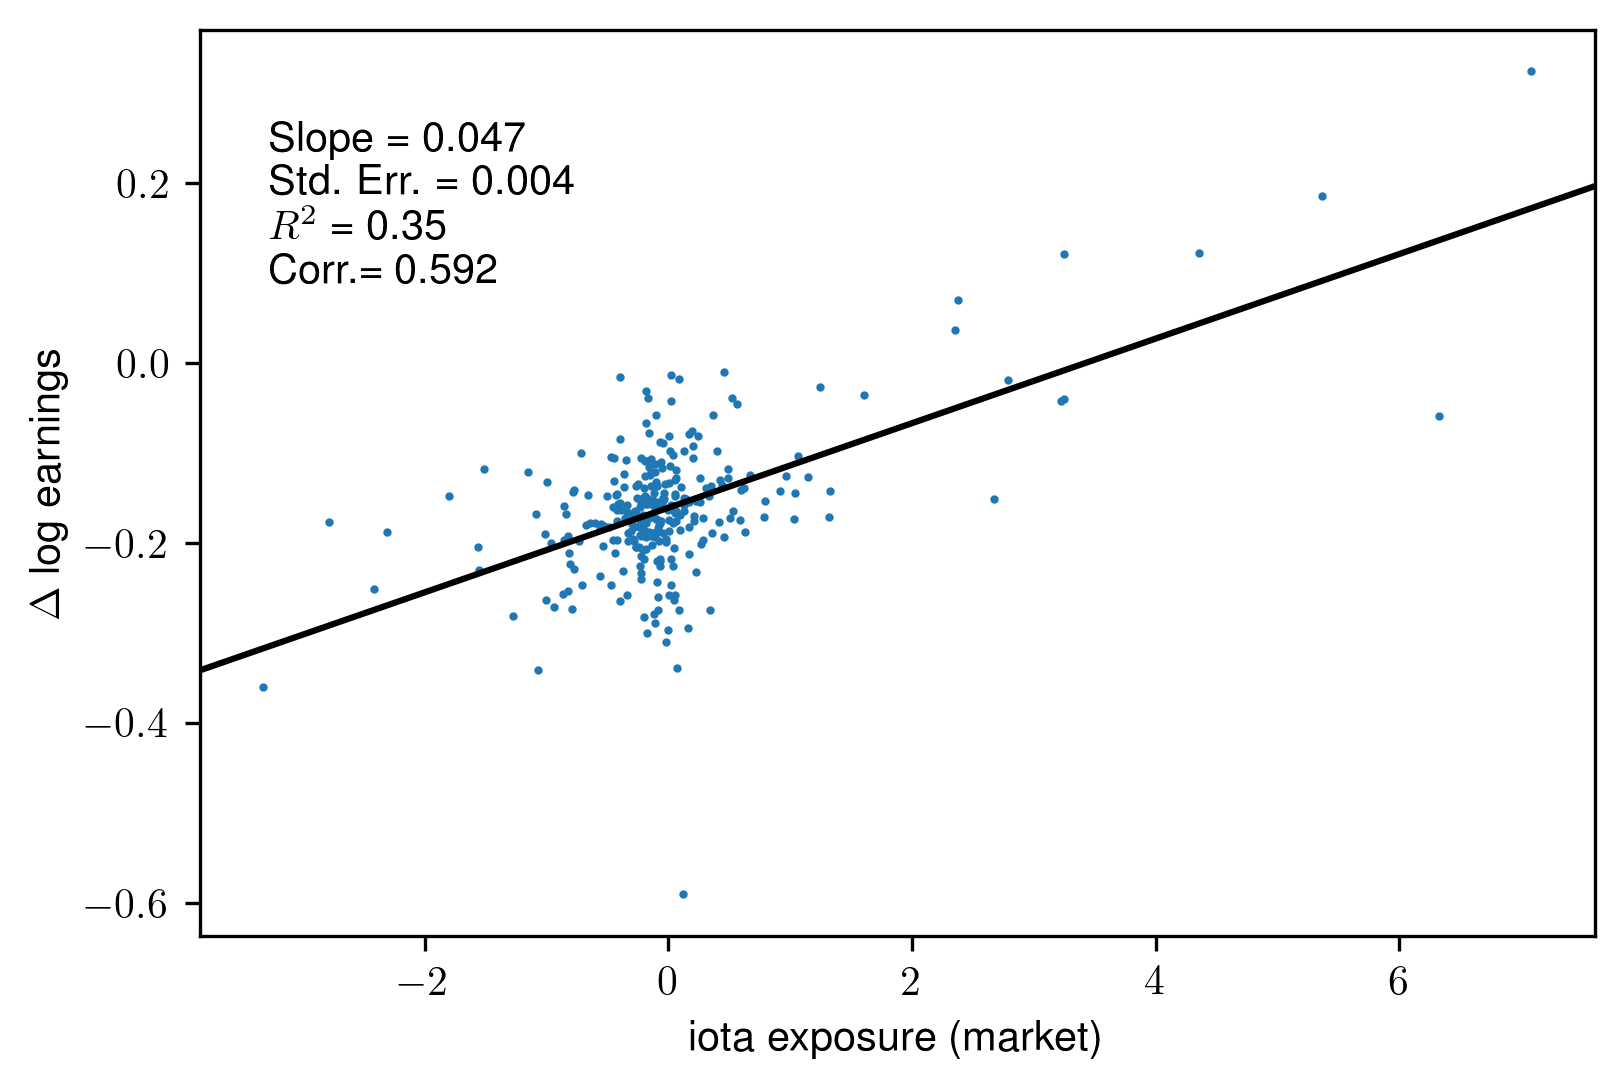 Slope = 0.047
Std. Err. = 0.004
R² = 0.35
Corr.= 0.592
0.2
0.0
−0.2
−0.4
−0.6
Δ log earnings
−2 0 2 4 6
iota exposure (market)